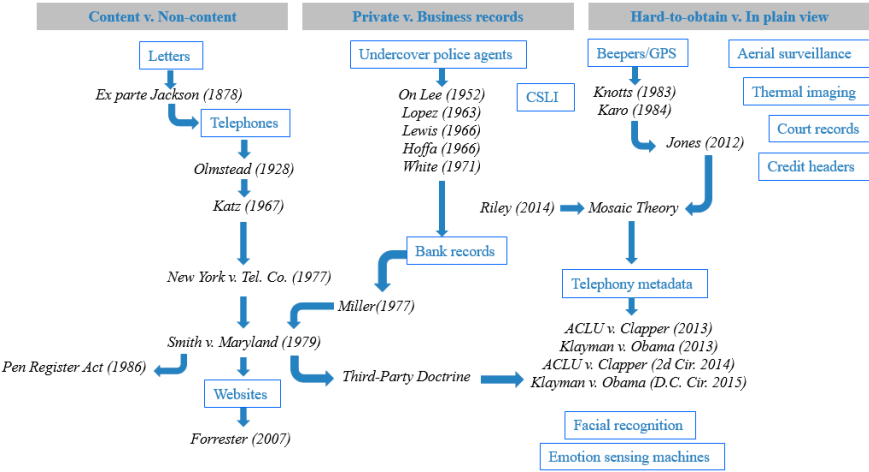 Content v. Non-content
Private v. Business records
Hard-to-obtain v. In plain view
Letters
Ex parte Jackson (1878)
Telephones
Olmstead (1928)
Katz (1967)
New York v. Tel. Co. (1977)
Smith v. Maryland (1979)
Pen Register Act (1986)
Websites
Forrester (2007)
Undercover police agents
On Lee (1952)
Lopez (1963)
Lewis (1966)
Hoffa (1966)
White (1971)
CSLI
Bank records
Miller(1977)
Third-Party Doctrine
Beepers/GPS
Knotts (1983)
Karo (1984)
Jones (2012)
Riley (2014)
Mosaic Theory
Telephony metadata
ACLU v. Clapper (2013)
Klayman v. Obama (2013)
ACLU v. Clapper (2d Cir. 2014)
Klayman v. Obama (D.C. Cir. 2015)
Aerial surveillance
Thermal imaging
Court records
Credit headers
Facial recognition
Emotion sensing machines